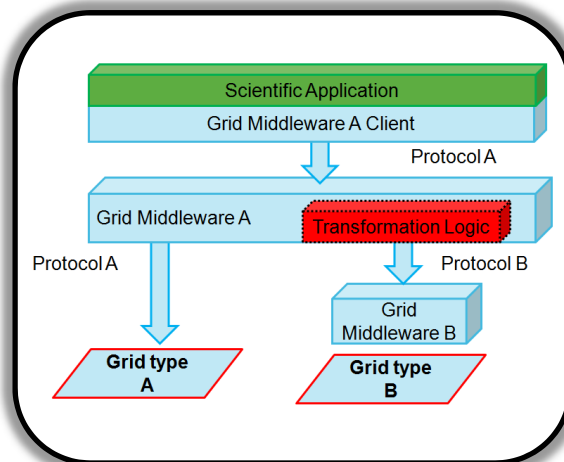 Scientific Application
Grid Middleware A Client
Protocol A
Grid Middleware A
Transformation Logic
Protocol A
Protocol B
Grid
Middleware B
Grid type
A
Grid type
B